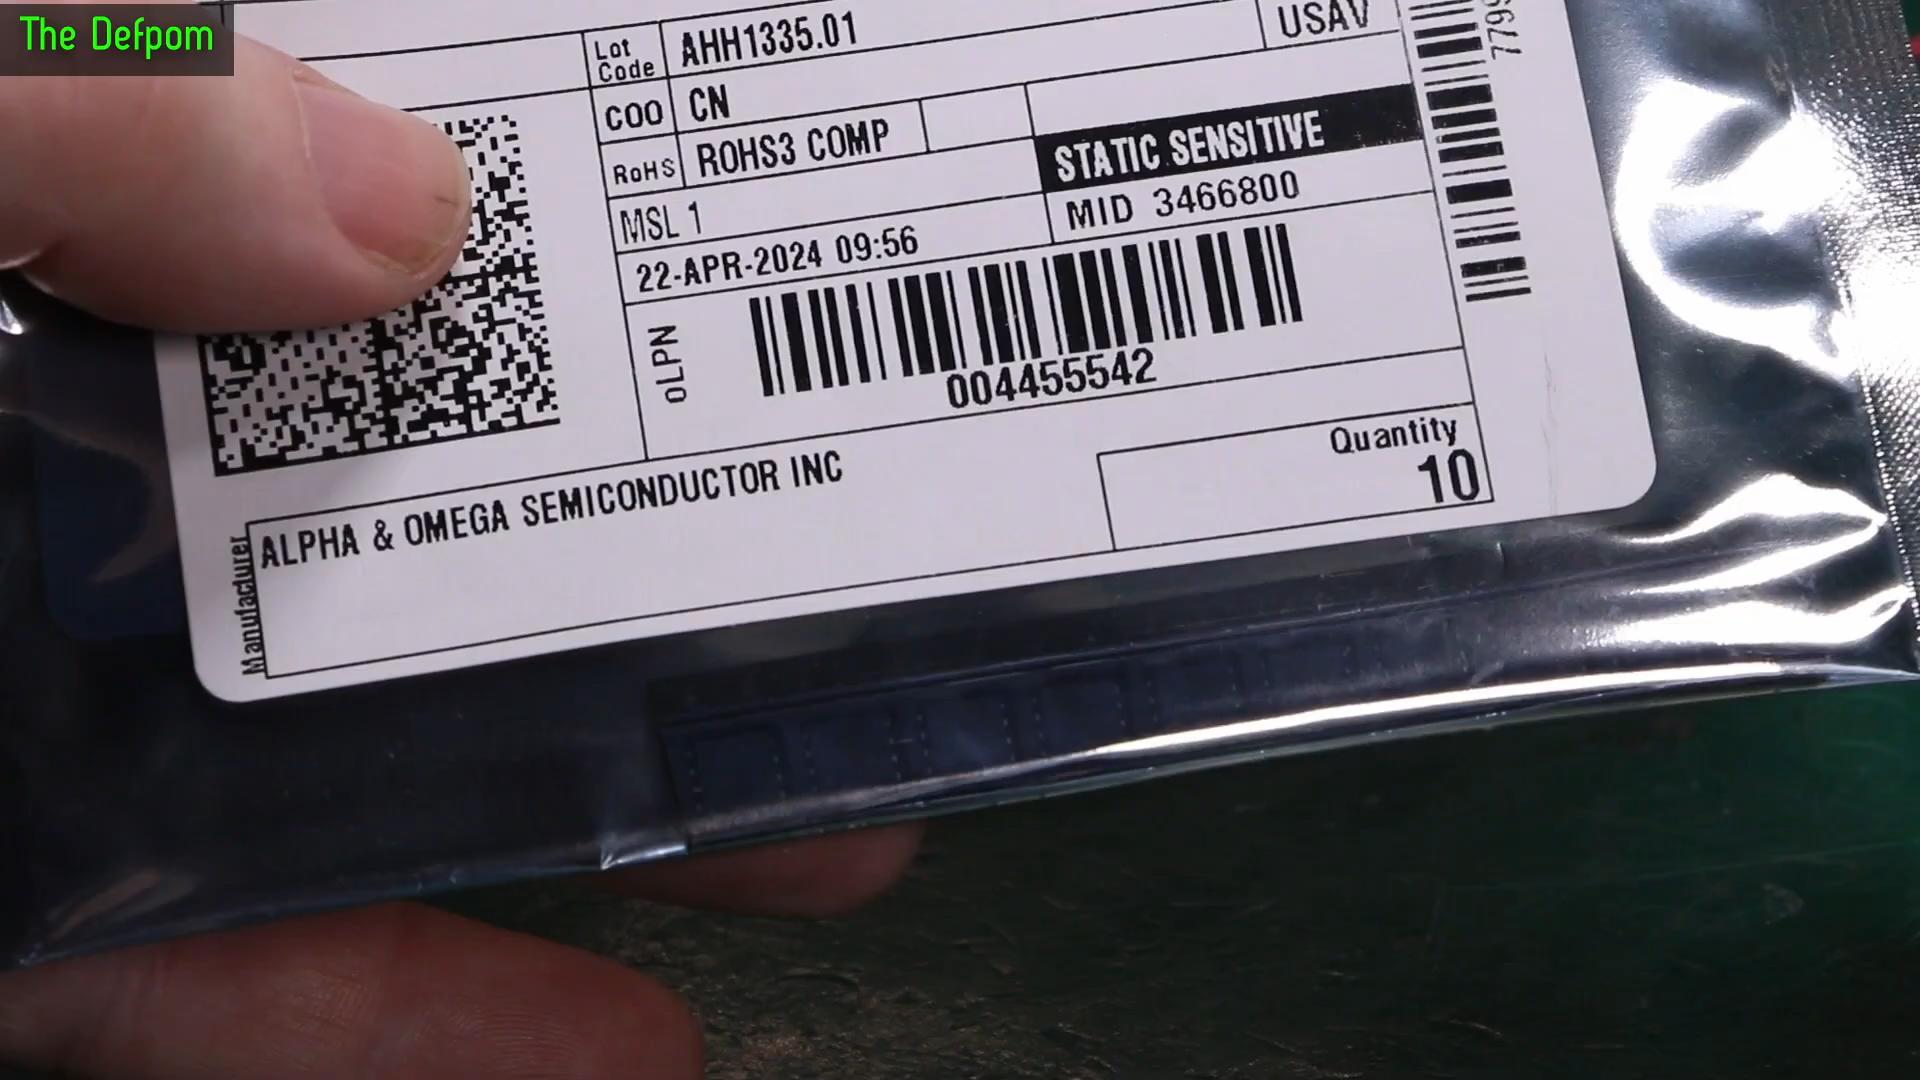 The Defpom
Lot Code AHH1335.01 USAV
COO CN
RoHS ROHS3 COMP
STATIC SENSITIVE
MSL 1
MID 3466800
22-APR-2024 09:56
oLPN
004455542
Quantity
10
Manufacturer
ALPHA & OMEGA SEMICONDUCTOR INC